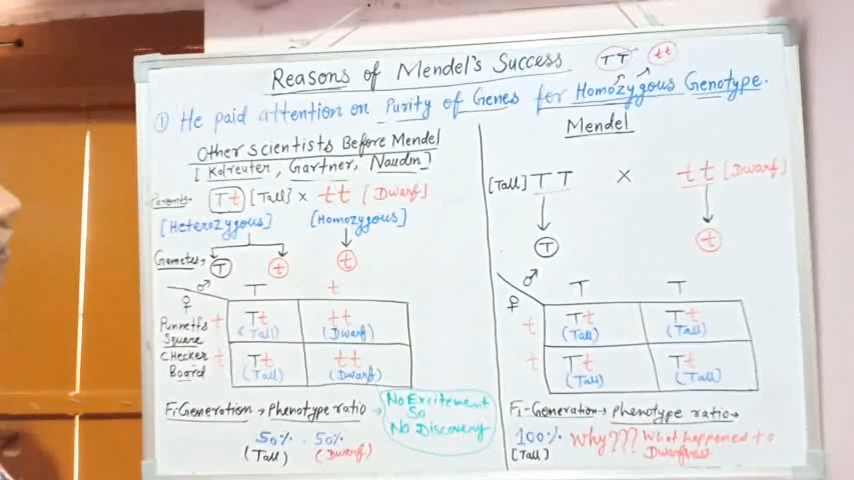 Reasons of Mendel's Success
TT tt
① He paid attention on Purity of Genes for Homozygous Genotype.
Other scientists Before Mendel
[Kolreuter, Gartner, Naudin]
Parents: Tt [Tall] × tt [Dwarf]
[Heterozygous] [Homozygous]
Gametes, T t t
♂ T t
♀
Punnett's Square CHecker Board
t Tt (Tall) tt (Dwarf)
t Tt (Tall) tt (Dwarf)
F1 Generation → Phenotype ratio →
50% . 50%
(Tall) (Dwarf)
No Excitement
So
No Discovery
Mendel
[Tall] TT × tt [Dwarf]
T t
♂ T T
♀
t Tt (Tall) Tt (Tall)
t Tt (Tall) Tt (Tall)
F1-Generation → Phenotype ratio →
100% Why??? What happened to
[Tall] Dwarfness